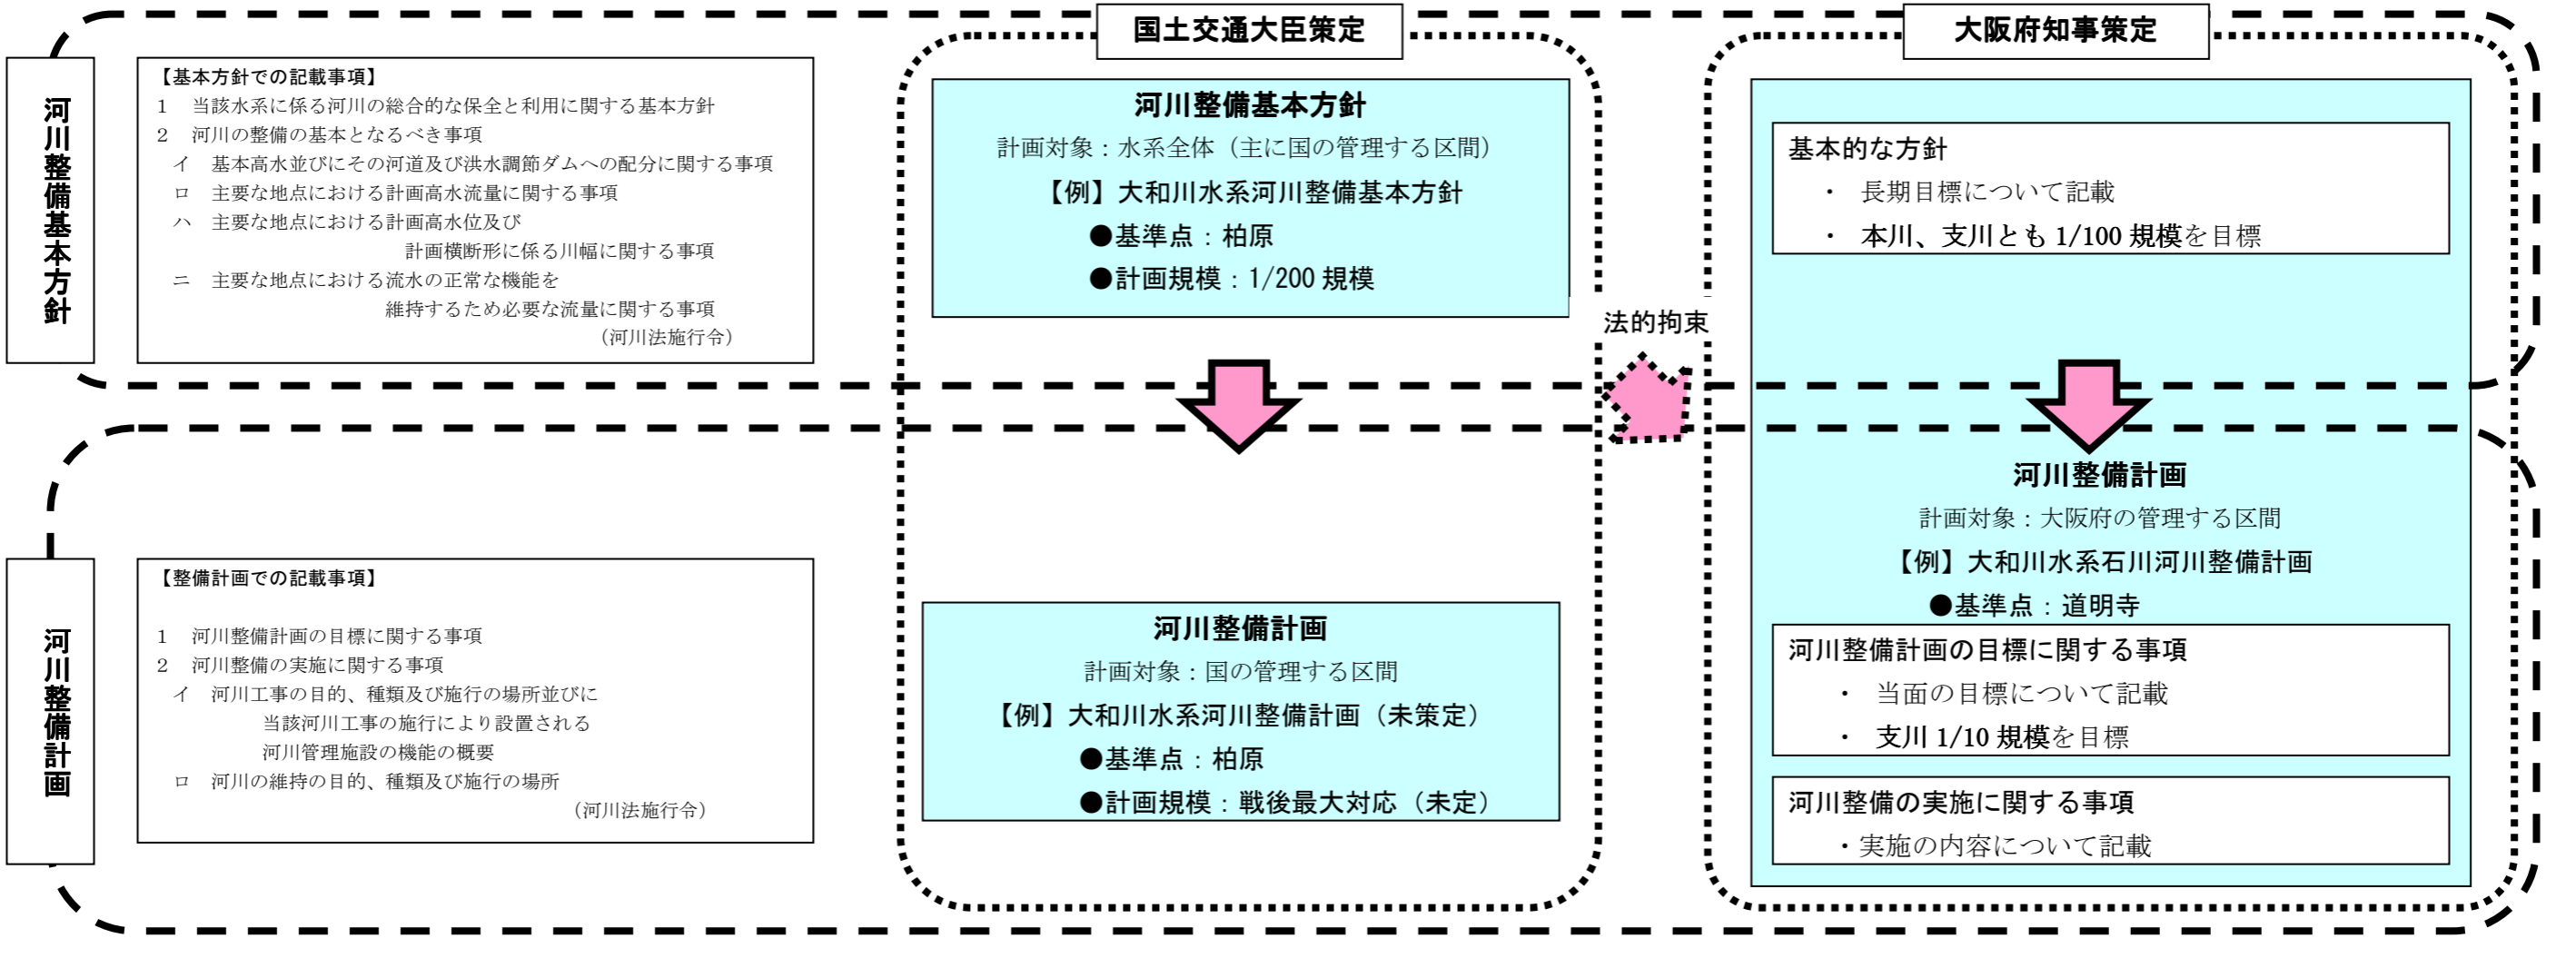 国土交通大臣策定
大阪府知事策定
河川整備基本方針
【基本方針での記載事項】
1 当該水系に係る河川の総合的な保全と利用に関する基本方針
2 河川の整備の基本となるべき事項
イ 基本高水並びにその河道及び洪水調節ダムへの配分に関する事項
ロ 主要な地点における計画高水流量に関する事項
ハ 主要な地点における計画高水位及び
計画横断形に係る川幅に関する事項
ニ 主要な地点における流水の正常な機能を
維持するため必要な流量に関する事項
（河川法施行令）
河川整備基本方針
計画対象：水系全体（主に国の管理する区間）
【例】大和川水系河川整備基本方針
●基準点：柏原
●計画規模：1/200 規模
法的拘束
基本的な方針
・ 長期目標について記載
・ 本川、支川とも 1/100 規模を目標
河川整備計画
【整備計画での記載事項】
1 河川整備計画の目標に関する事項
2 河川整備の実施に関する事項
イ 河川工事の目的、種類及び施行の場所並びに
当該河川工事の施行により設置される
河川管理施設の機能の概要
ロ 河川の維持の目的、種類及び施行の場所
（河川法施行令）
河川整備計画
計画対象：国の管理する区間
【例】大和川水系河川整備計画（未策定）
●基準点：柏原
●計画規模：戦後最大対応（未定）
河川整備計画
計画対象：大阪府の管理する区間
【例】大和川水系石川河川整備計画
●基準点：道明寺
河川整備計画の目標に関する事項
・ 当面の目標について記載
・ 支川 1/10 規模を目標
河川整備の実施に関する事項
・実施の内容について記載